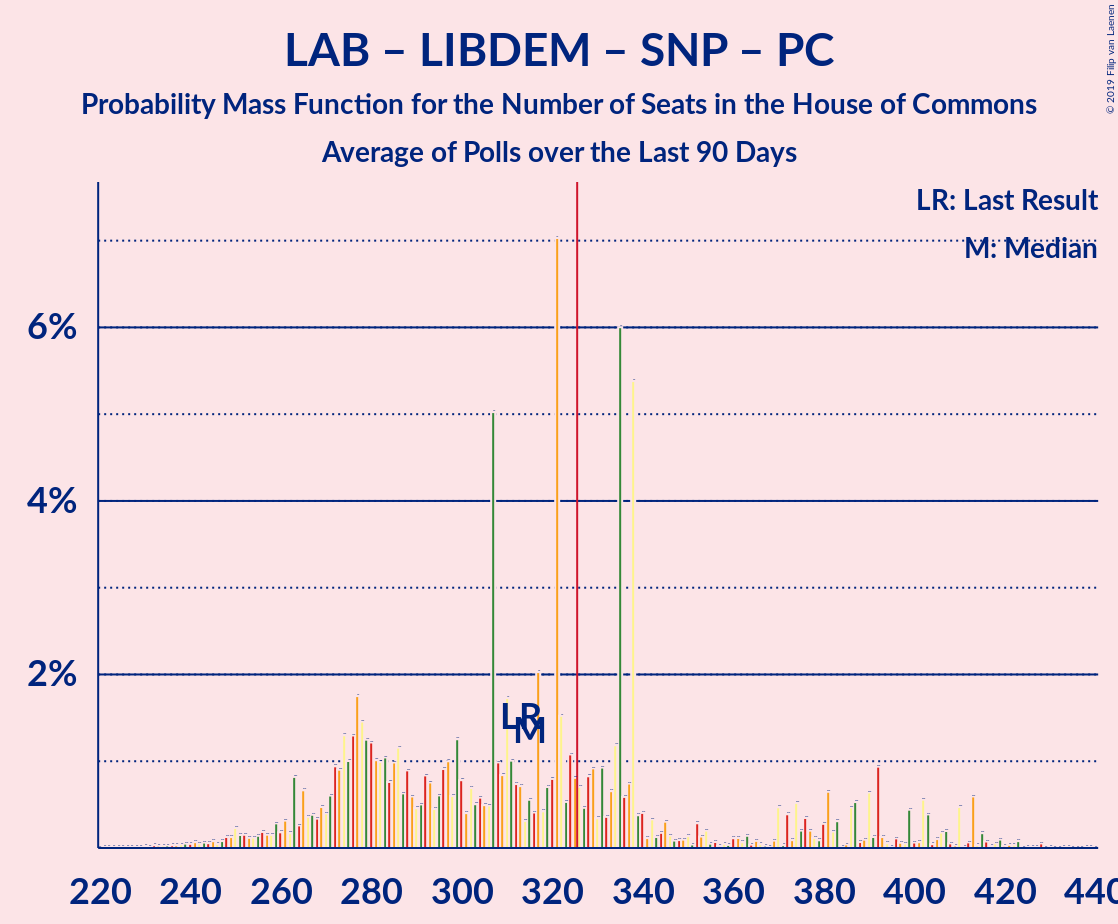 LAB – LIBDEM – SNP – PC
Probability Mass Function for the Number of Seats in the House of Commons
Average of Polls over the Last 90 Days
© 2019 Filip van Laenen
LR: Last Result
M: Median
6%
4%
2%
LR
M
220 240 260 280 300 320 340 360 380 400 420 440